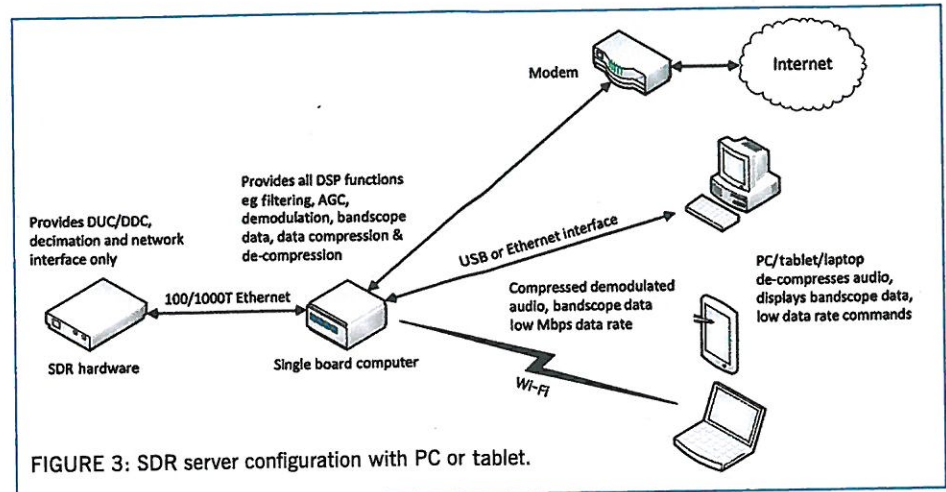 Modem
Internet
Provides all DSP functions
eg filtering, AGC,
demodulation, bandscope
data, data compression &
de-compression
Provides DUC/DDC,
decimation and network
interface only
USB or Ethernet interface
PC/tablet/laptop
de-compresses audio,
displays bandscope data,
low data rate commands
Compressed demodulated
audio, bandscope data
low Mbps data rate
100/1000T Ethernet
SDR hardware
Single board computer
Wi-Fi
FIGURE 3: SDR server configuration with PC or tablet.